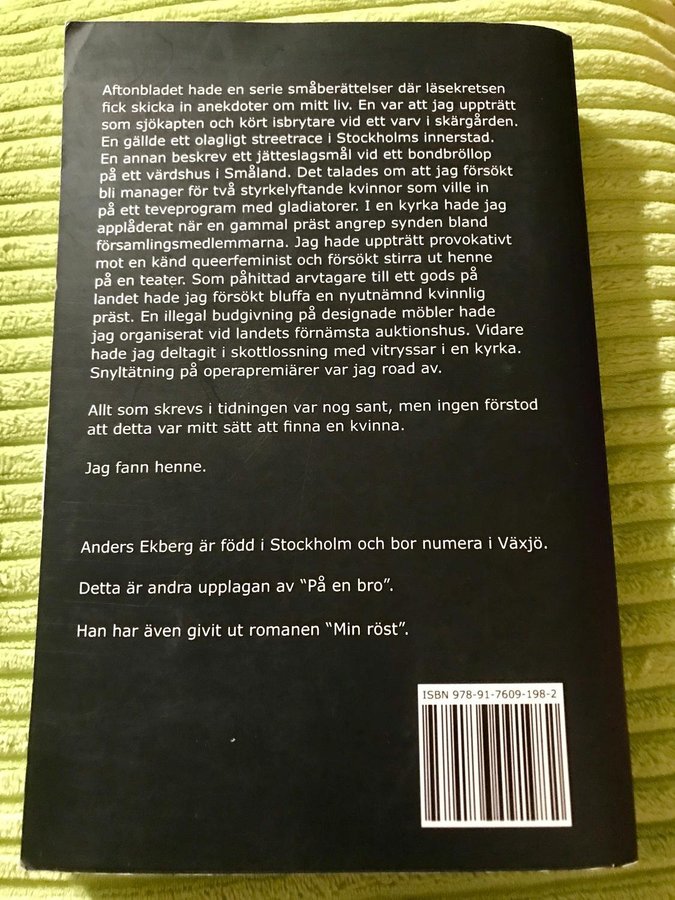 Aftonbladet hade en serie småberättelser där läsekretsen
fick skicka in anekdoter om mitt liv. En var att jag uppträtt
som sjökapten och kört isbrytare vid ett varv i skärgården.
En gällde ett olagligt streetrace i Stockholms innerstad.
En annan beskrev ett jätteslagsmål vid ett bondbröllop
på ett värdshus i Småland. Det talades om att jag försökt
bli manager för två styrkelyftande kvinnor som ville in
på ett teveprogram med gladiatorer. I en kyrka hade jag
applåderat när en gammal präst angrep synden bland
församlingsmedlemmarna. Jag hade uppträtt provokativt
mot en känd queerfeminist och försökt stirra ut henne
på en teater. Som påhittad arvtagare till ett gods på
landet hade jag försökt bluffa en nyutnämnd kvinnlig
präst. En illegal budgivning på designade möbler hade
jag organiserat vid landets förnämsta auktionshus. Vidare
hade jag deltagit i skottlossning med vitryssar i en kyrka.
Snyltätning på operapremiärer var jag road av.
Allt som skrevs i tidningen var nog sant, men ingen förstod
att detta var mitt sätt att finna en kvinna.
Jag fann henne.
Anders Ekberg är född i Stockholm och bor numera i Växjö.
Detta är andra upplagan av "På en bro".
Han har även givit ut romanen "Min röst".
ISBN 978-91-7609-198-2